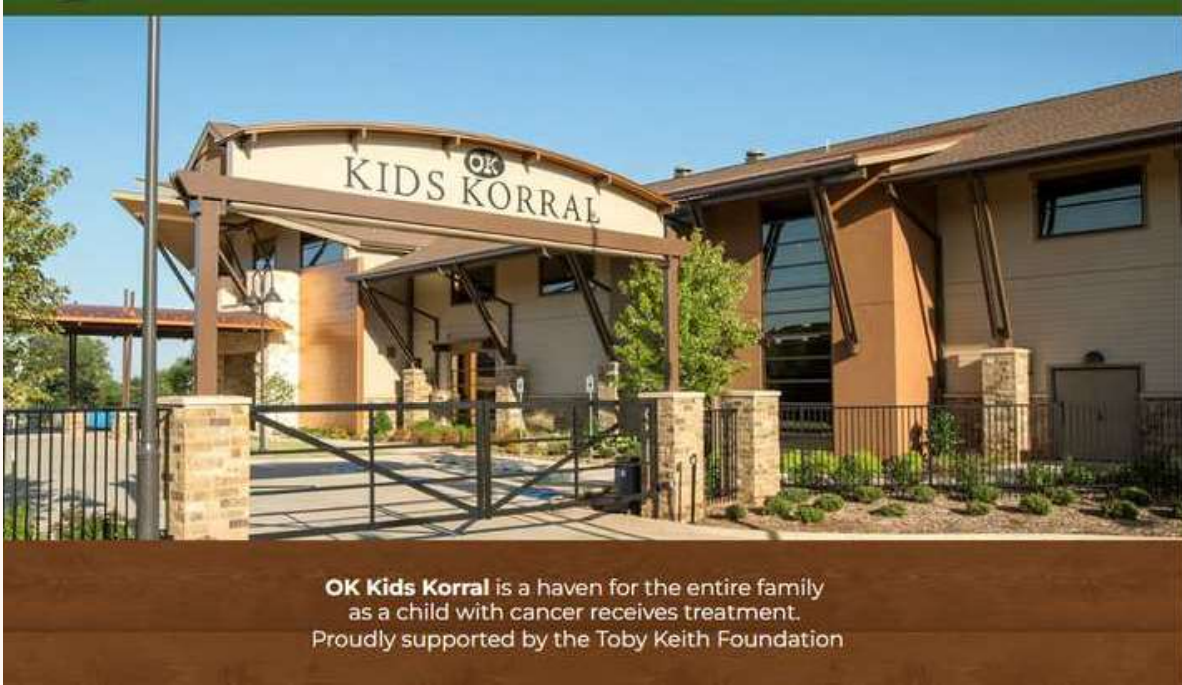 OK
KIDS KORRAL
OK Kids Korral is a haven for the entire family
as a child with cancer receives treatment.
Proudly supported by the Toby Keith Foundation